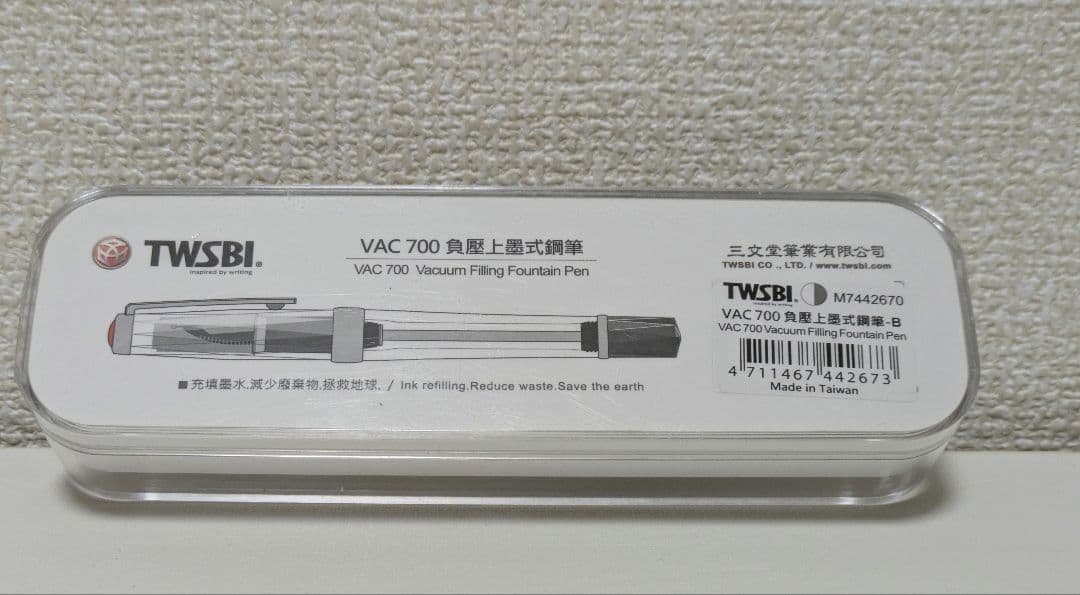 TWSBI®
inspired by writing
VAC 700 負壓上墨式鋼筆
VAC 700 Vacuum Filling Fountain Pen
■充填墨水.減少廢棄物.拯救地球. / Ink refilling.Reduce waste.Save the earth
三文堂筆業有限公司
TWSBI CO ., LTD. / www.twsbi.com
TWSBI® M7442670
inspired by writing
VAC 700 負壓上墨式鋼筆-B
VAC 700 Vacuum Filling Fountain Pen
4 711467 442673
Made in Taiwan